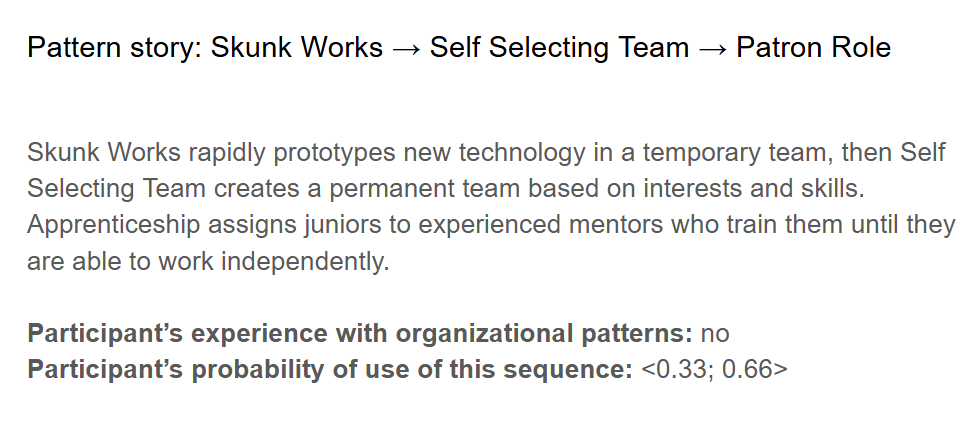 Pattern story: Skunk Works → Self Selecting Team → Patron Role
Skunk Works rapidly prototypes new technology in a temporary team, then Self
Selecting Team creates a permanent team based on interests and skills.
Apprenticeship assigns juniors to experienced mentors who train them until they
are able to work independently.
Participant’s experience with organizational patterns: no
Participant’s probability of use of this sequence: <0.33; 0.66>